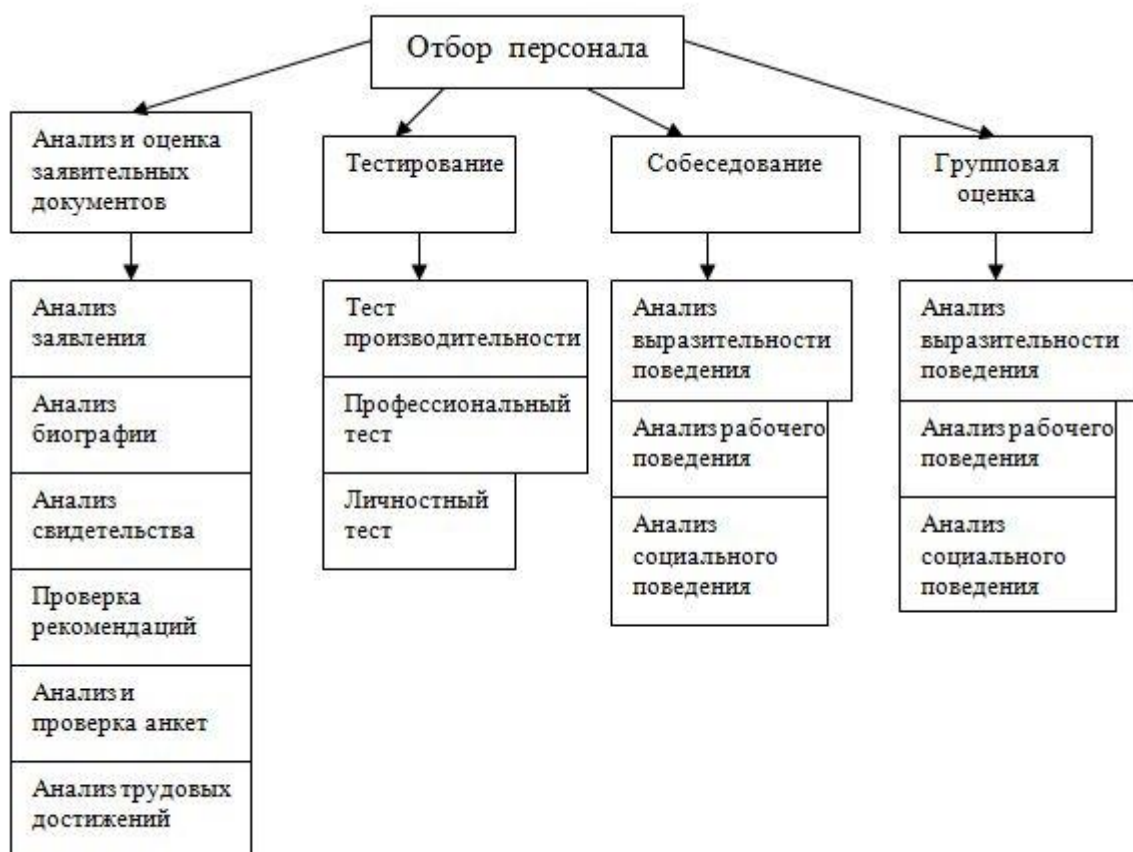 Отбор персонала
Анализ и оценка
заявительных
документов
Тестирование
Собеседование
Групповая
оценка
Анализ
заявления
Анализ
биографии
Анализ
свидетельства
Проверка
рекомендаций
Анализ и
проверка анкет
Анализ трудовых
достижений
Тест
производительности
Профессиональный
тест
Личностный
тест
Анализ
выразительности
поведения
Анализ рабочего
поведения
Анализ
социального
поведения
Анализ
выразительности
поведения
Анализ рабочего
поведения
Анализ
социального
поведения